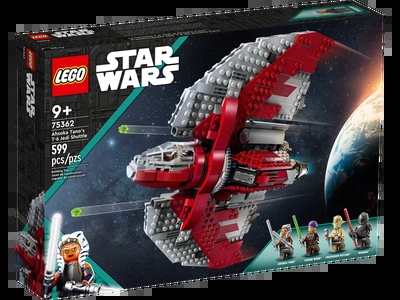 LEGO
STAR
WARS
9+
75362
Ahsoka Tano's
T-6 Jedi Shuttle
599
pcs/pzs